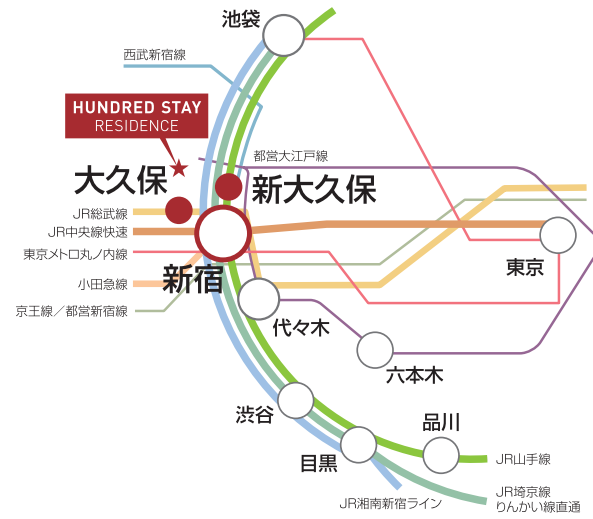 池袋
西武新宿線
HUNDRED STAY
RESIDENCE
都営大江戸線
大久保
新大久保
JR総武線
JR中央線快速
東京メトロ丸ノ内線
新宿
東京
小田急線
京王線／都営新宿線
代々木
六本木
渋谷
品川
目黒
JR山手線
JR湘南新宿ライン
JR埼京線
りんかい線直通